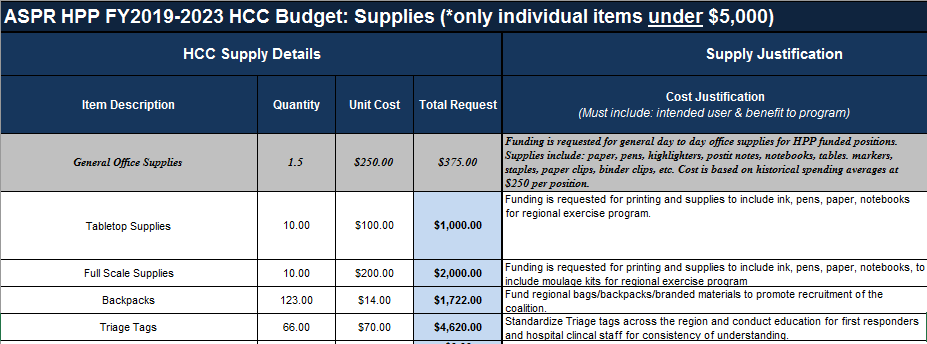 ASPR HPP FY2019-2023 HCC Budget: Supplies (*only individual items under $5,000)
HCC Supply Details
Supply Justification
Item Description
Quantity
Unit Cost
Total Request
Cost Justification
(Must include: intended user & benefit to program)
General Office Supplies
1.5
$250.00
$375.00
Funding is requested for general day to day office supplies for HPP funded positions.
Supplies include: paper, pens, highlighters, postit notes, notebooks, tables. markers,
staples, paper clips, binder clips, etc. Cost is based on historical spending averages at
$250 per position.
Tabletop Supplies
10.00
$100.00
$1,000.00
Funding is requested for printing and supplies to include ink, pens, paper, notebooks
for regional exercise program.
Full Scale Supplies
10.00
$200.00
$2,000.00
Funding is requested for printing and supplies to include ink, pens, paper, notebooks, to
include moulage kits for regional exercise program
Backpacks
123.00
$14.00
$1,722.00
Fund regional bags/backpacks/branded materials to promote recruitment of the
coalition.
Triage Tags
66.00
$70.00
$4,620.00
Standardize Triage tags across the region and conduct education for first responders
and hospital clincal staff for consistency of understanding.